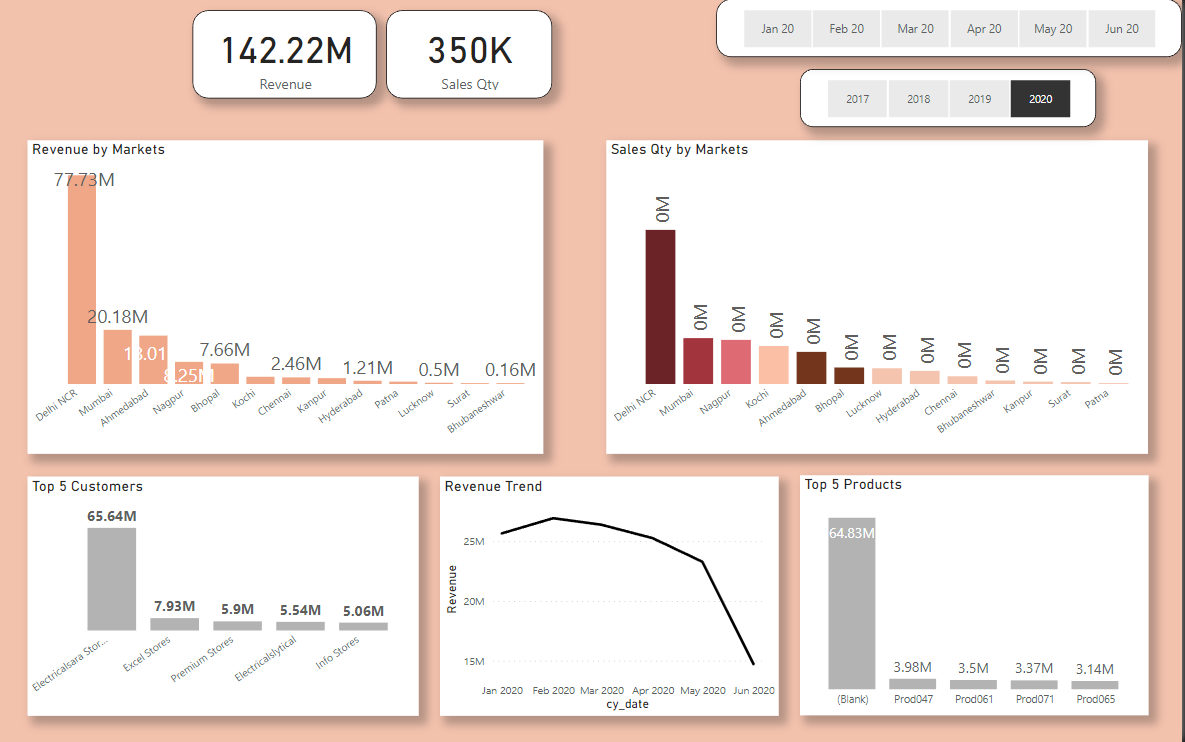 142.22M
Revenue
350K
Sales Qty
Jan 20 Feb 20 Mar 20 Apr 20 May 20 Jun 20
2017 2018 2019 2020
Revenue by Markets
77.73M
20.18M
18.01
8.25M
7.66M
2.46M
1.21M
0.5M
0.16M
Delhi NCR Mumbai Ahmedabad Nagpur Bhopal Kochi Chennai Kanpur Hyderabad Patna Lucknow Surat Bhubaneshwar
Sales Qty by Markets
0M 0M 0M 0M 0M 0M 0M 0M 0M 0M 0M 0M 0M
Delhi NCR Mumbai Nagpur Kochi Ahmedabad Bhopal Lucknow Hyderabad Chennai Bhubaneshwar Kanpur Surat Patna
Top 5 Customers
65.64M
7.93M 5.9M 5.54M 5.06M
Electricalsara Stor... Excel Stores Premium Stores Electricalslytical Info Stores
Revenue Trend
Revenue
25M
20M
15M
Jan 2020 Feb 2020 Mar 2020 Apr 2020 May 2020 Jun 2020
cy_date
Top 5 Products
64.83M
3.98M 3.5M 3.37M 3.14M
(Blank) Prod047 Prod061 Prod071 Prod065